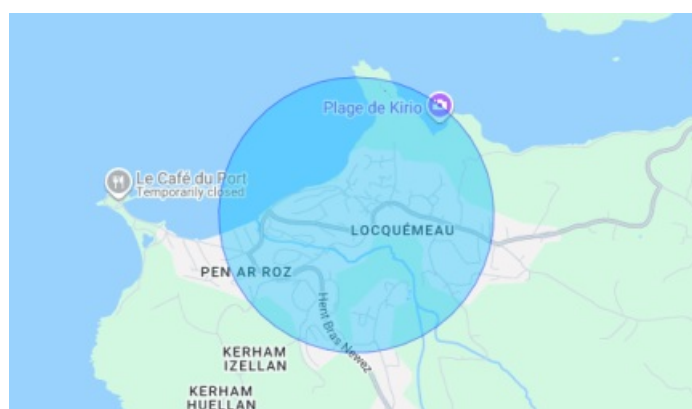 Plage de Kirio
Le Café du Port
Temporarily closed
LOCQUÉMEAU
PEN AR ROZ
Hent Bras Newez
KERHAM
IZELLAN
KERHAM
HUELLAN